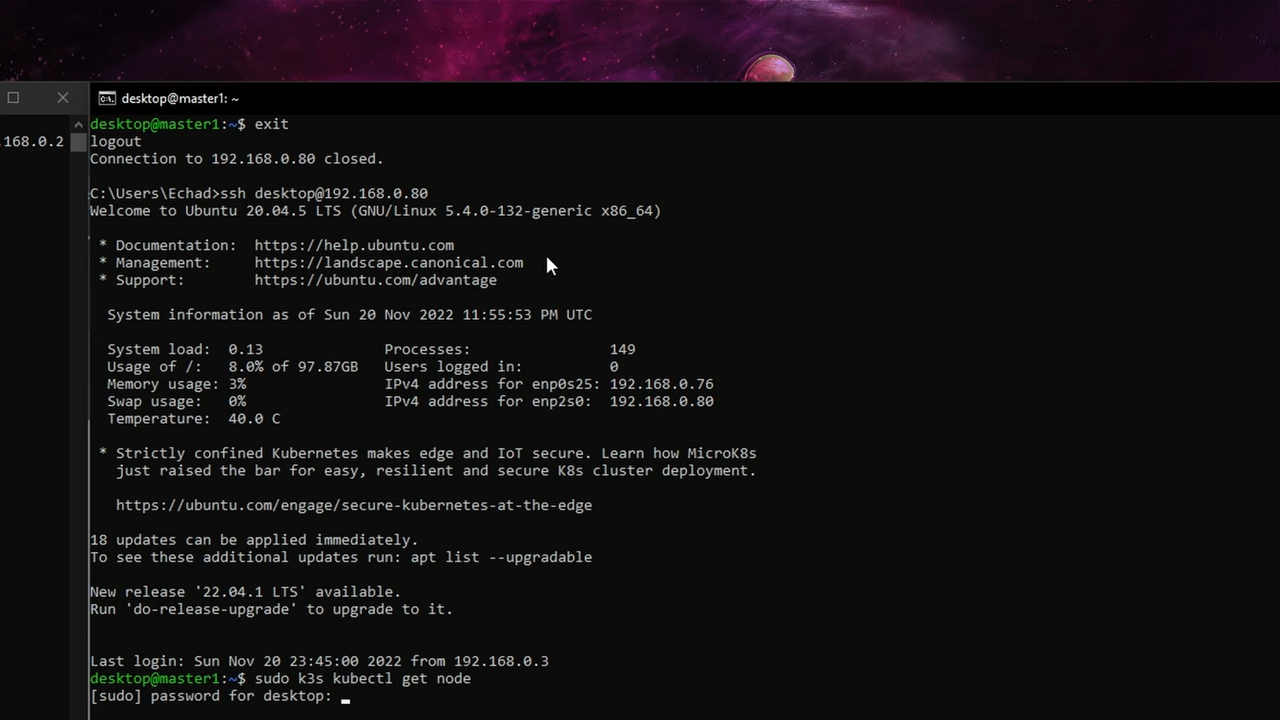 desktop@master1: ~
.168.0.2
desktop@master1:~$ exit
logout
Connection to 192.168.0.80 closed.
C:\Users\Echad>ssh desktop@192.168.0.80
Welcome to Ubuntu 20.04.5 LTS (GNU/Linux 5.4.0-132-generic x86_64)
* Documentation:  https://help.ubuntu.com
* Management:     https://landscape.canonical.com
* Support:        https://ubuntu.com/advantage
System information as of Sun 20 Nov 2022 11:55:53 PM UTC
System load:  0.13               Processes:                149
Usage of /:   8.0% of 97.87GB   Users logged in:          0
Memory usage: 3%                IPv4 address for enp0s25: 192.168.0.76
Swap usage:   0%                IPv4 address for enp2s0:  192.168.0.80
Temperature:  40.0 C
* Strictly confined Kubernetes makes edge and IoT secure. Learn how MicroK8s
just raised the bar for easy, resilient and secure K8s cluster deployment.
https://ubuntu.com/engage/secure-kubernetes-at-the-edge
18 updates can be applied immediately.
To see these additional updates run: apt list --upgradable
New release '22.04.1 LTS' available.
Run 'do-release-upgrade' to upgrade to it.
Last login: Sun Nov 20 23:45:00 2022 from 192.168.0.3
desktop@master1:~$ sudo k3s kubectl get node
[sudo] password for desktop: